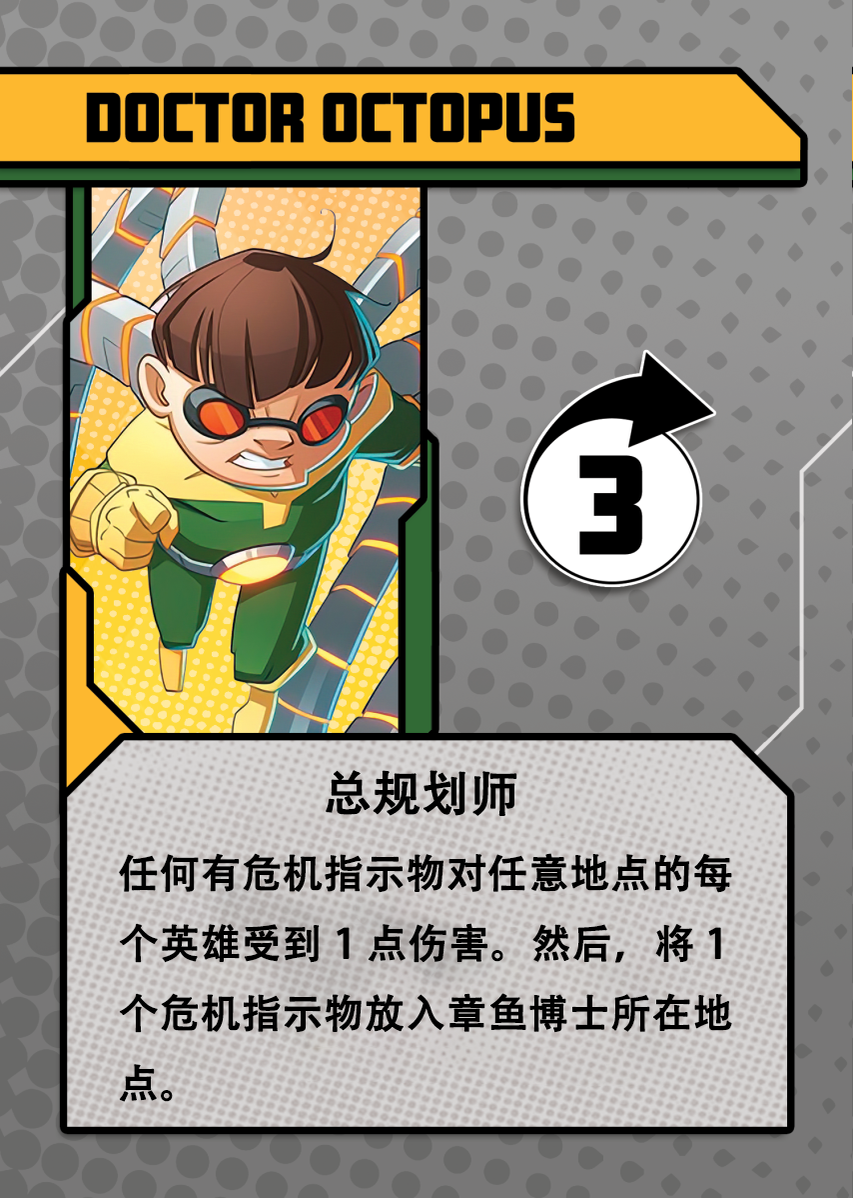 DOCTOR OCTOPUS
3
总规划师
任何有危机指示物对任意地点的每
个英雄受到 1 点伤害。然后，将 1
个危机指示物放入章鱼博士所在地
点。